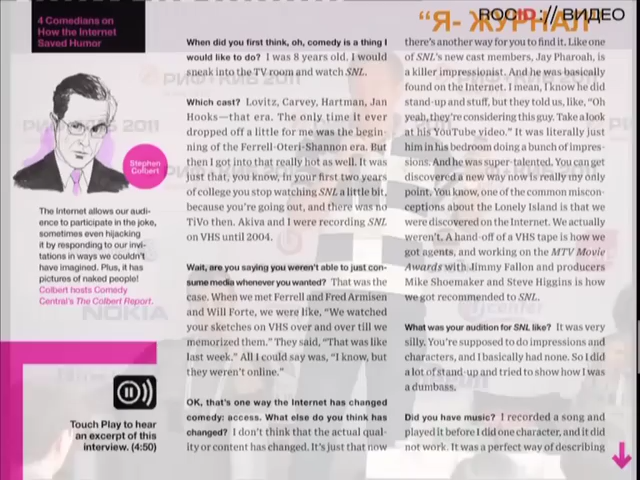 4 Comedians on
How the Internet
Saved Humor
Stephen
Colbert
The Internet allows our audi-
ence to participate in the joke,
sometimes even hijacking
it by responding to our invi-
tations in ways we couldn't
have imagined. Plus, it has
pictures of naked people!
Colbert hosts Comedy
Central's The Colbert Report.
NOKIA
Touch Play to hear
an excerpt of this
interview. (4:50)
When did you first think, oh, comedy is a thing I
would like to do? I was 8 years old. I would
sneak into the TV room and watch SNL.
Which cast? Lovitz, Carvey, Hartman, Jan
Hooks—that era. The only time it ever
dropped off a little for me was the begin-
ning of the Ferrell-Oteri-Shannon era. But
then I got into that really hot as well. It was
just that, you know, in your first two years
of college you stop watching SNL a little bit,
because you're going out, and there was no
TiVo then. Akiva and I were recording SNL
on VHS until 2004.
Wait, are you saying you weren't able to just con-
sume media whenever you wanted? That was the
case. When we met Ferrell and Fred Armisen
and Will Forte, we were like, "We watched
your sketches on VHS over and over till we
memorized them." They said, "That was like
last week." All I could say was, "I know, but
they weren't online."
OK, that's one way the Internet has changed
comedy: access. What else do you think has
changed? I don't think that the actual qual-
ity or content has changed. It's just that now
“Я- ЖУРНАЛ
ROCID :// ВИДЕО
there's another way for you to find it. Like one
of SNL's new cast members, Jay Pharoah, is
a killer impressionist. And he was basically
found on the Internet. I mean, I know he did
stand-up and stuff, but they told us, like, "Oh
yeah, they're considering this guy. Take a look
at his YouTube video." It was literally just
him in his bedroom doing a bunch of impres-
sions. And he was super-talented. You can get
discovered a new way now is really my only
point. You know, one of the common miscon-
ceptions about the Lonely Island is that we
were discovered on the Internet. We actually
weren't. A hand-off of a VHS tape is how we
got agents, and working on the MTV Movie
Awards with Jimmy Fallon and producers
Mike Shoemaker and Steve Higgins is how
we got recommended to SNL.
What was your audition for SNL like? It was very
silly. You're supposed to do impressions and
characters, and I basically had none. So I did
a lot of stand-up and tried to show how I was
a dumbass.
Did you have music? I recorded a song and
played it before I did one character, and it did
not work. It was a perfect way of describing